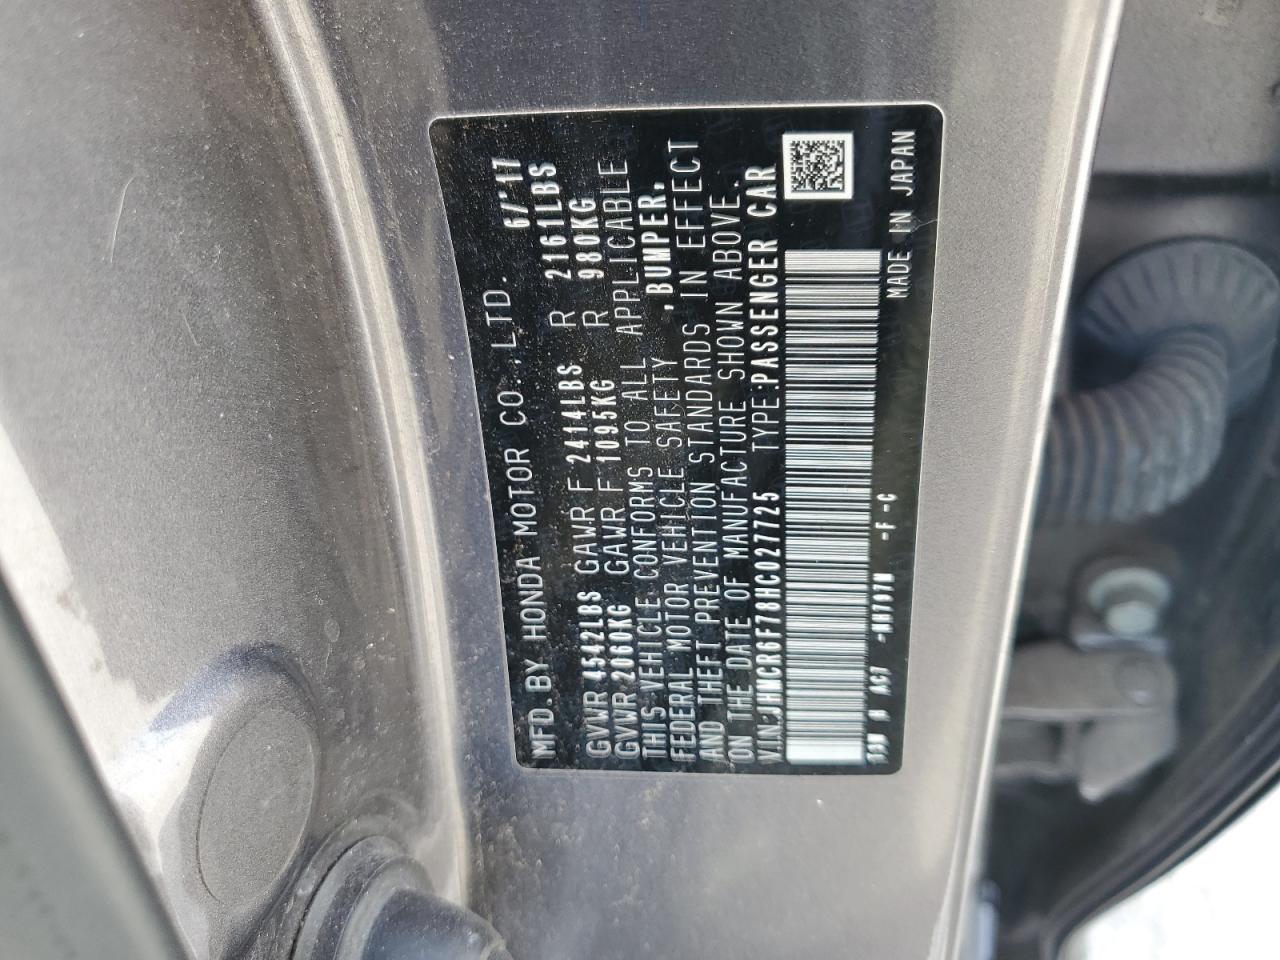 MFD. BY HONDA MOTOR CO.,LTD. 6/'17
GVWR 4542LBS GAWR F 2414LBS R 2161LBS
GVWR 2060KG GAWR F 1095KG R 980KG
THIS VEHICLE CONFORMS TO ALL APPLICABLE
FEDERAL MOTOR VEHICLE SAFETY ,BUMPER,
AND THEFT PREVENTION STANDARDS IN EFFECT
ON THE DATE OF MANUFACTURE SHOWN ABOVE.
V.I.N:JHMCR6F78HC027725 TYPE:PASSENGER CAR
AC7 -NH797M -F-C
MADE IN JAPAN